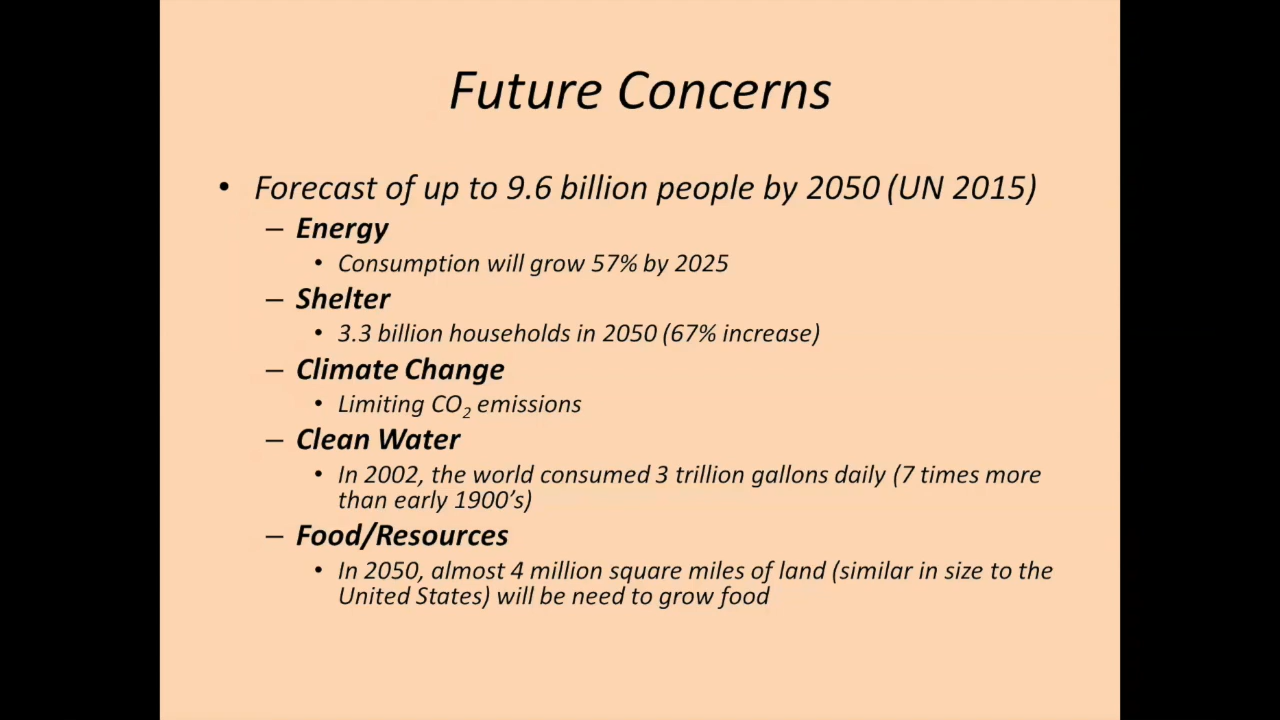 Future Concerns
• Forecast of up to 9.6 billion people by 2050 (UN 2015)
– Energy
• Consumption will grow 57% by 2025
– Shelter
• 3.3 billion households in 2050 (67% increase)
– Climate Change
• Limiting CO₂ emissions
– Clean Water
• In 2002, the world consumed 3 trillion gallons daily (7 times more
than early 1900’s)
– Food/Resources
• In 2050, almost 4 million square miles of land (similar in size to the
United States) will be need to grow food